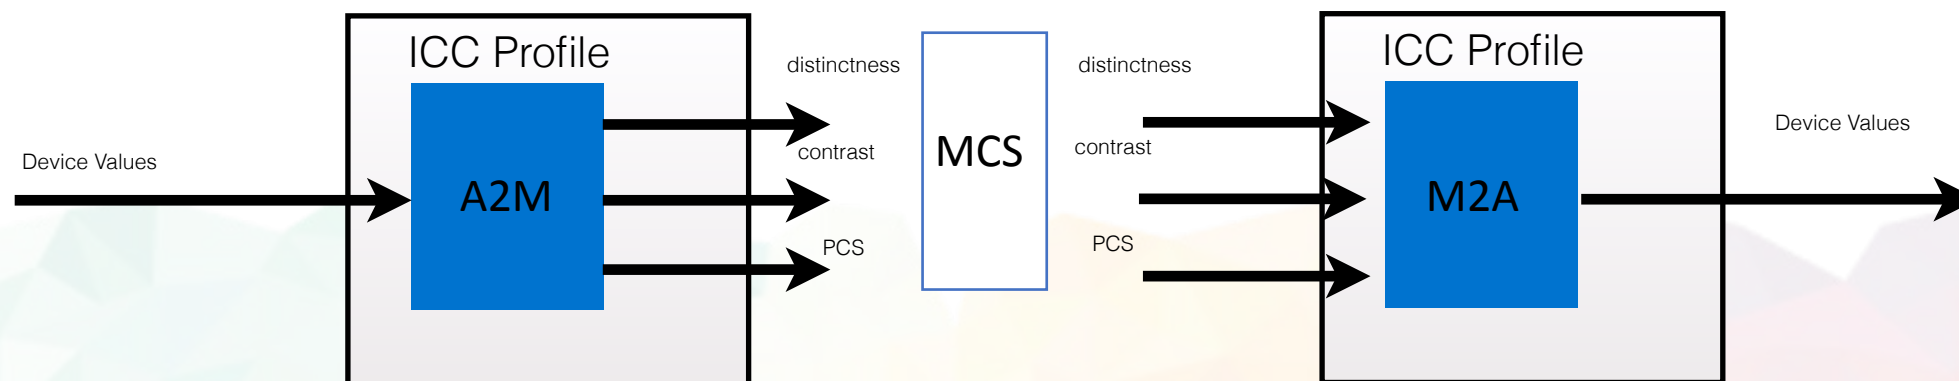 ICC Profile
distinctness
distinctness
ICC Profile
MCS
Device Values
contrast
contrast
Device Values
A2M
M2A
PCS
PCS